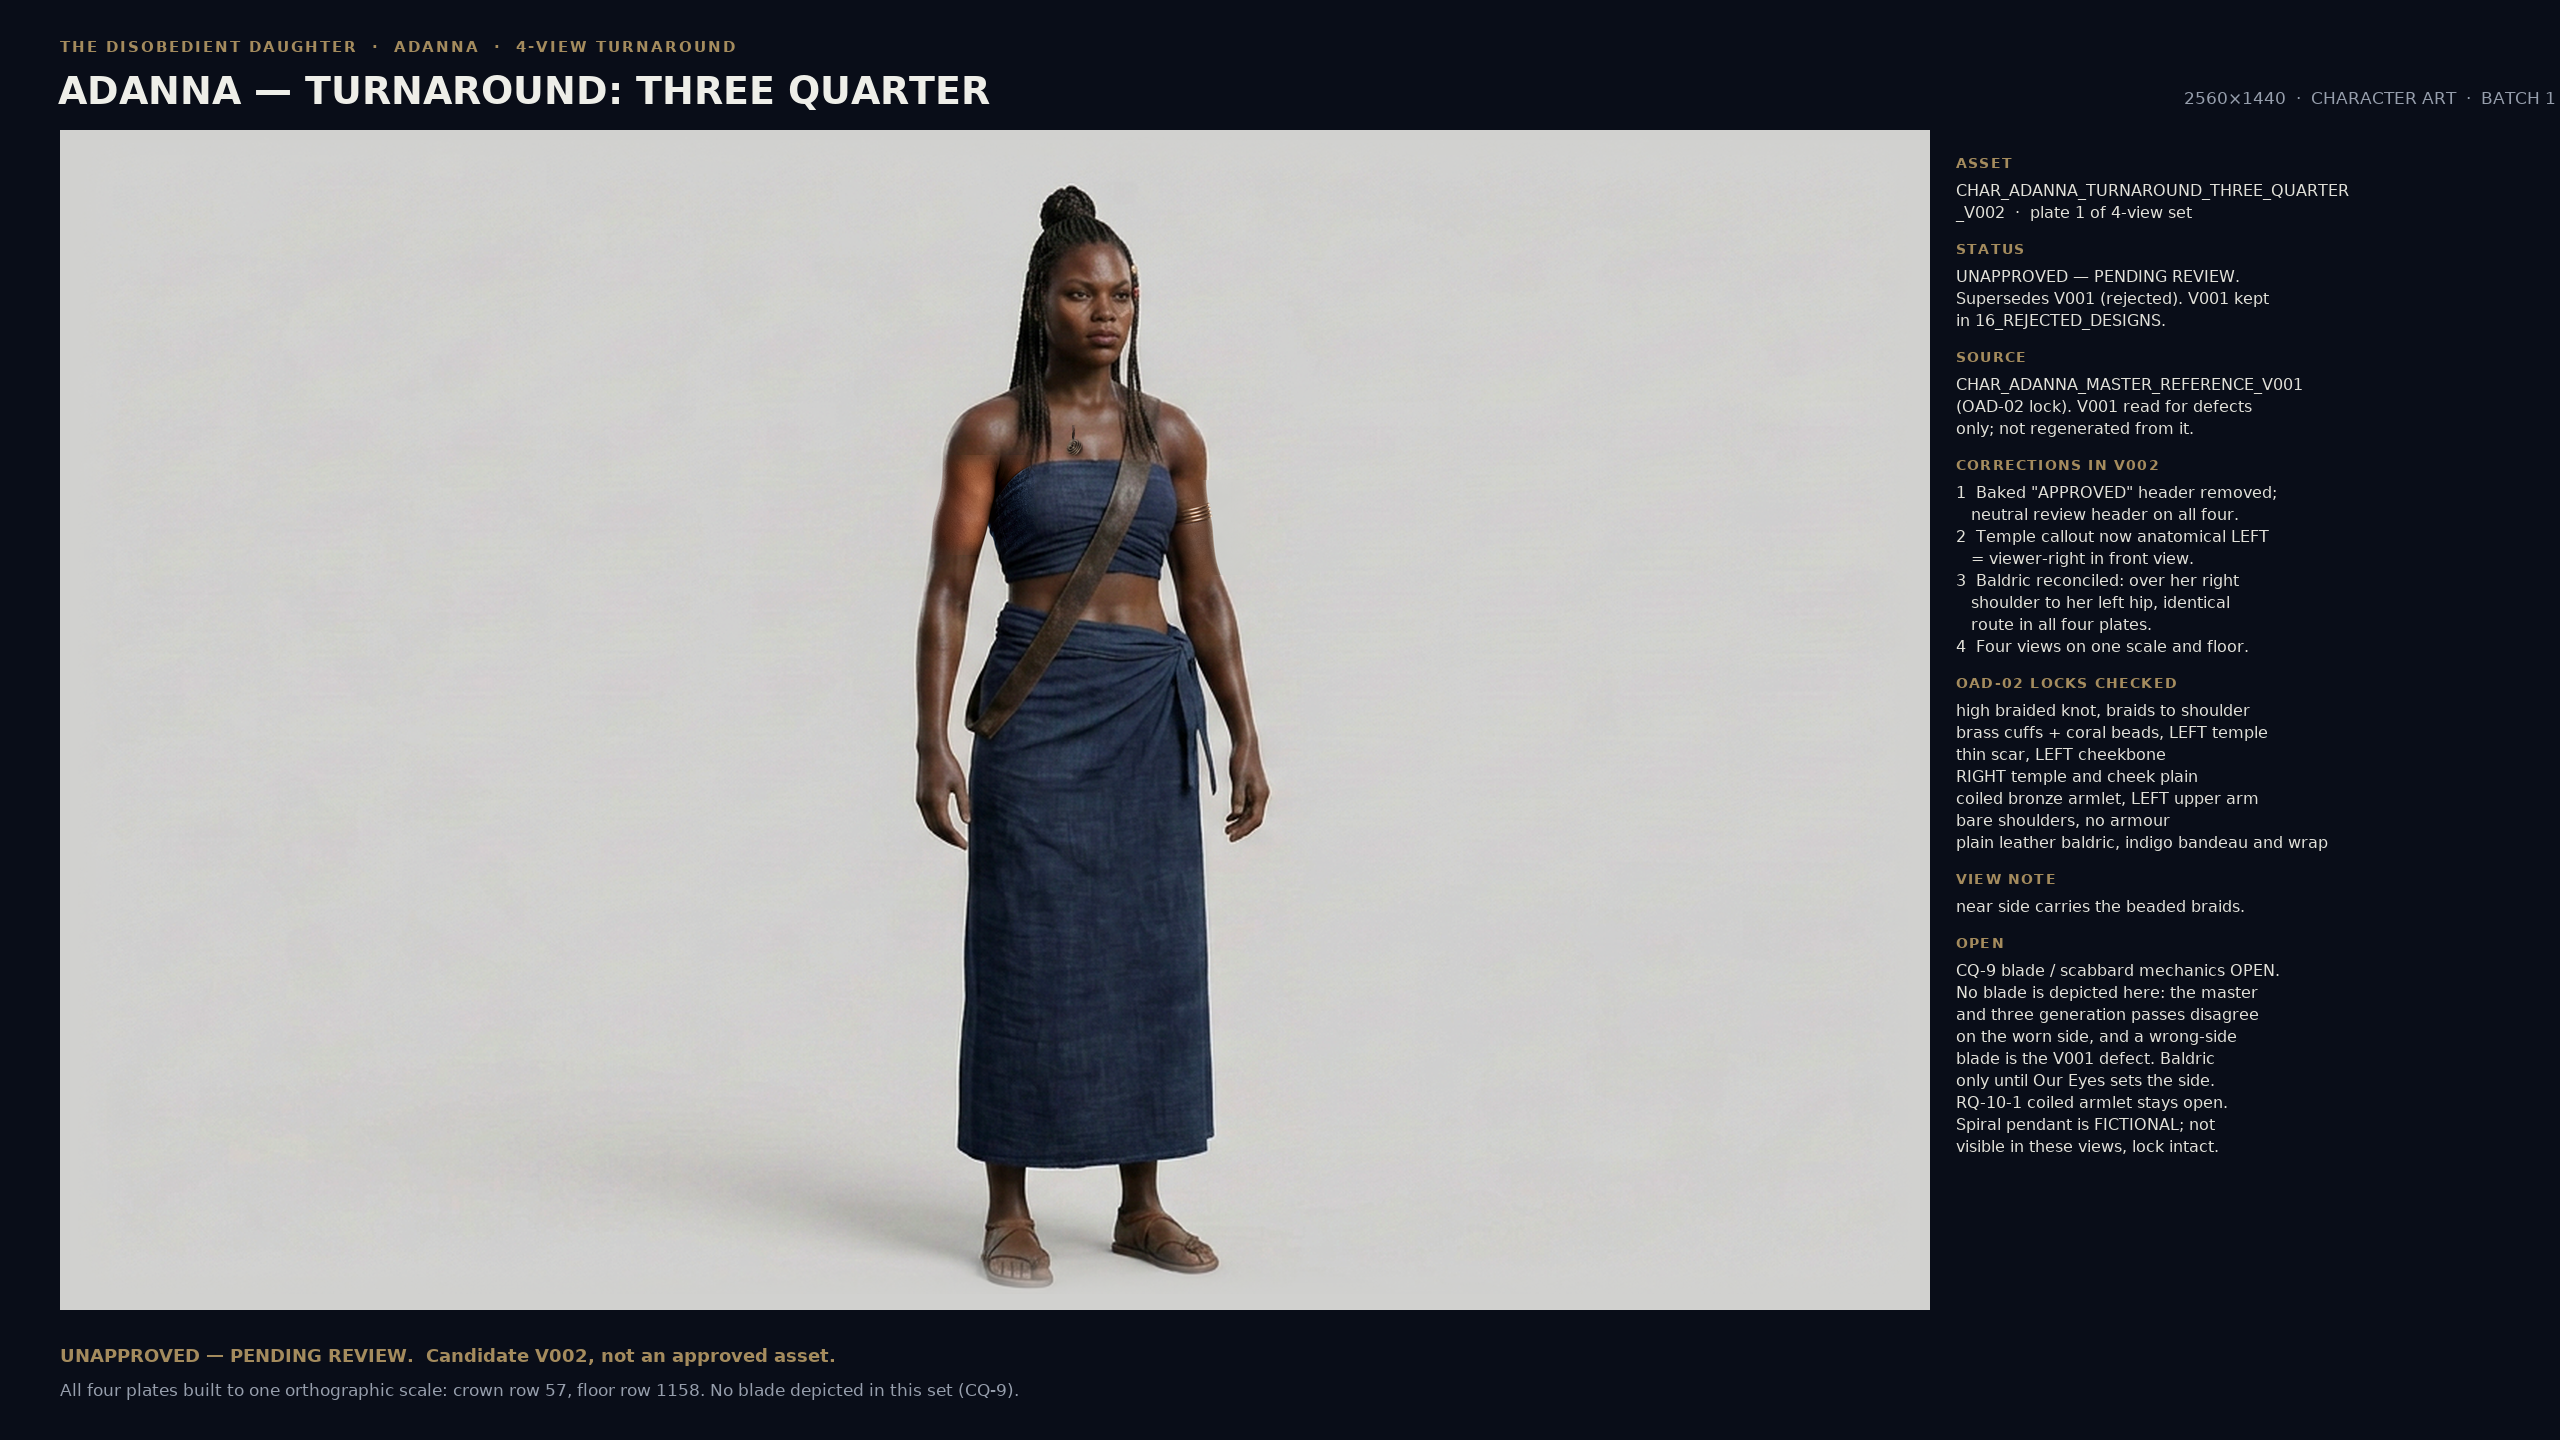 THE DISOBEDIENT DAUGHTER · ADANNA · 4-VIEW TURNAROUND
ADANNA — TURNAROUND: THREE QUARTER
2560×1440 · CHARACTER ART · BATCH 1
ASSET
CHAR_ADANNA_TURNAROUND_THREE_QUARTER
_V002 · plate 1 of 4-view set
STATUS
UNAPPROVED — PENDING REVIEW.
Supersedes V001 (rejected). V001 kept
in 16_REJECTED_DESIGNS.
SOURCE
CHAR_ADANNA_MASTER_REFERENCE_V001
(OAD-02 lock). V001 read for defects
only; not regenerated from it.
CORRECTIONS IN V002
1 Baked "APPROVED" header removed;
neutral review header on all four.
2 Temple callout now anatomical LEFT
= viewer-right in front view.
3 Baldric reconciled: over her right
shoulder to her left hip, identical
route in all four plates.
4 Four views on one scale and floor.
OAD-02 LOCKS CHECKED
high braided knot, braids to shoulder
brass cuffs + coral beads, LEFT temple
thin scar, LEFT cheekbone
RIGHT temple and cheek plain
coiled bronze armlet, LEFT upper arm
bare shoulders, no armour
plain leather baldric, indigo bandeau and wrap
VIEW NOTE
near side carries the beaded braids.
OPEN
CQ-9 blade / scabbard mechanics OPEN.
No blade is depicted here: the master
and three generation passes disagree
on the worn side, and a wrong-side
blade is the V001 defect. Baldric
only until Our Eyes sets the side.
RQ-10-1 coiled armlet stays open.
Spiral pendant is FICTIONAL; not
visible in these views, lock intact.
UNAPPROVED — PENDING REVIEW. Candidate V002, not an approved asset.
All four plates built to one orthographic scale: crown row 57, floor row 1158. No blade depicted in this set (CQ-9).